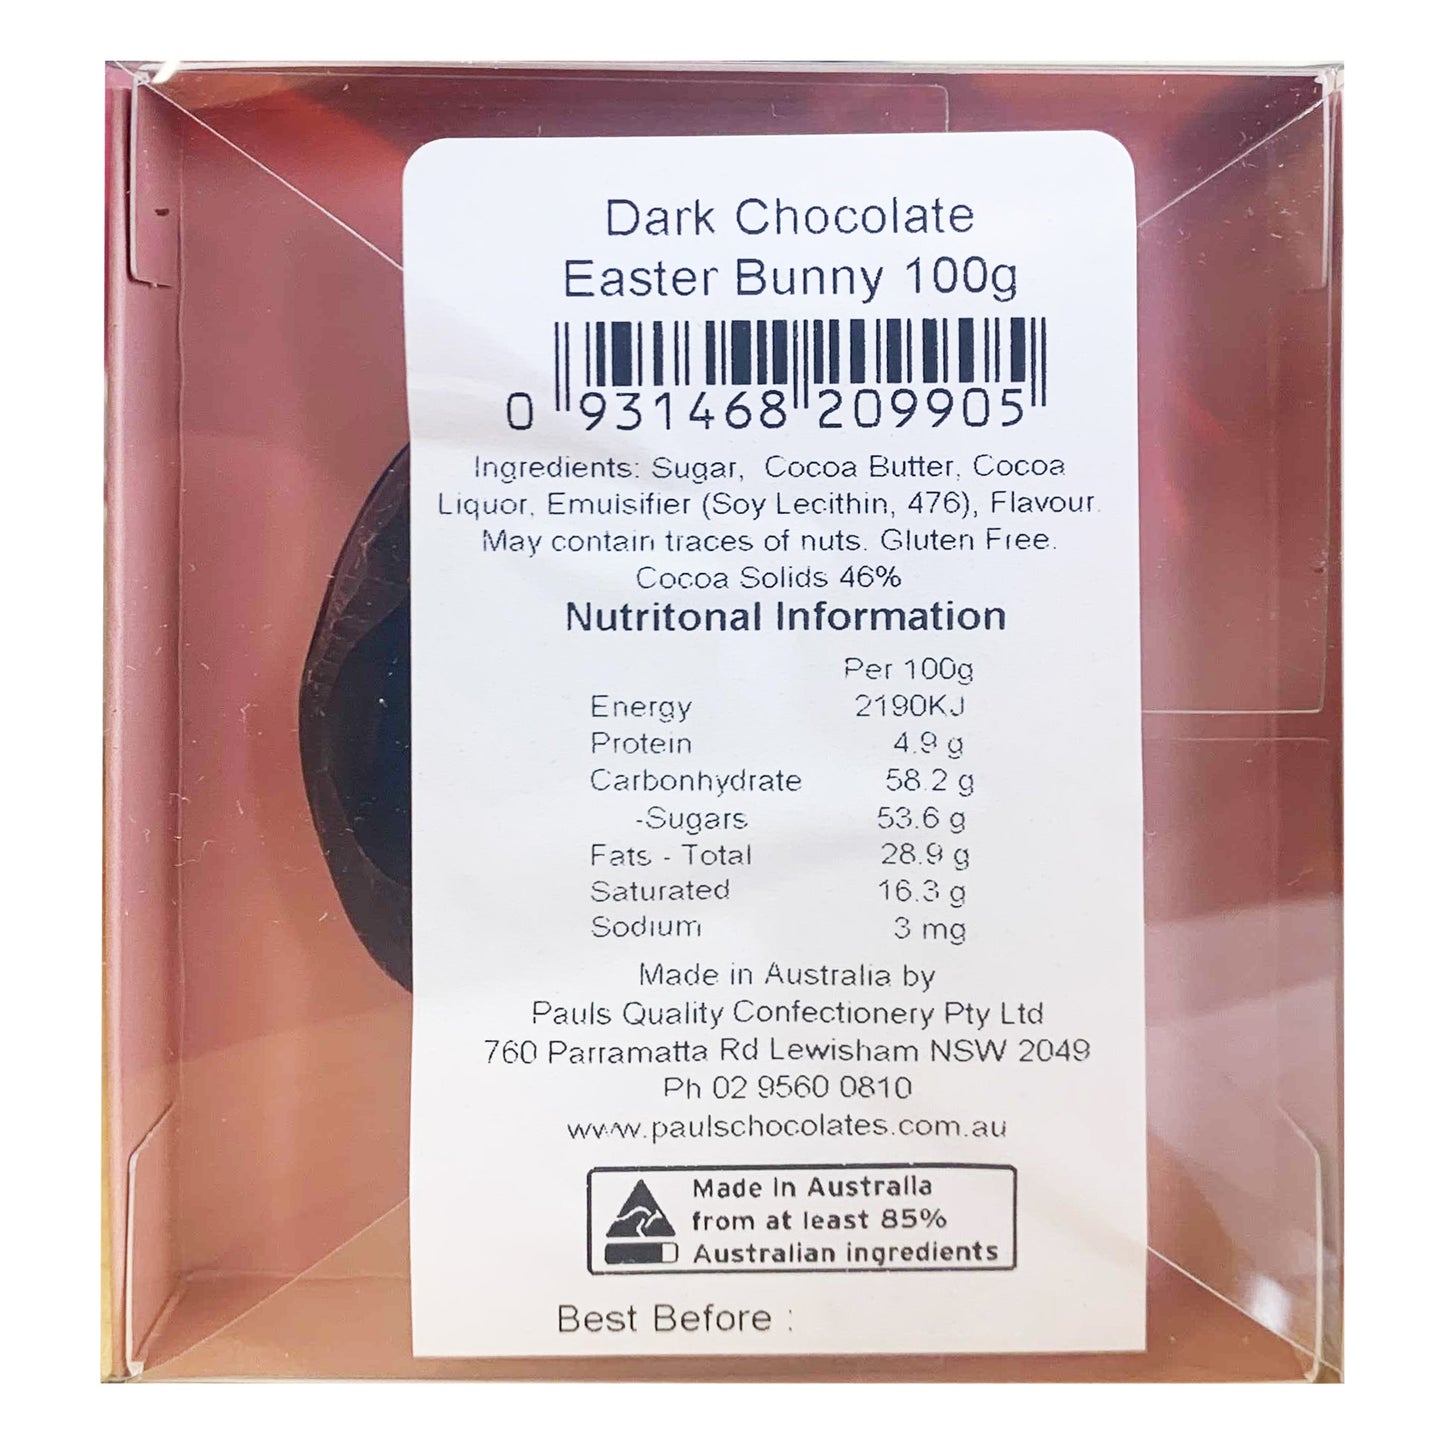 Dark Chocolate
Easter Bunny 100g
0 931468 209905
Ingredients: Sugar, Cocoa Butter, Cocoa
Liquor, Emulsifier (Soy Lecithin, 476), Flavour.
May contain traces of nuts. Gluten Free.
Cocoa Solids 46%
Nutritonal Information
Per 100g
Energy 2190KJ
Protein 4.9 g
Carbonhydrate 58.2 g
-Sugars 53.6 g
Fats - Total 28.9 g
Saturated 16.3 g
Sodium 3 mg
Made in Australia by
Pauls Quality Confectionery Pty Ltd
760 Parramatta Rd Lewisham NSW 2049
Ph 02 9560 0810
www.paulschocolates.com.au
Made in Australia
from at least 85%
Australian ingredients
Best Before :